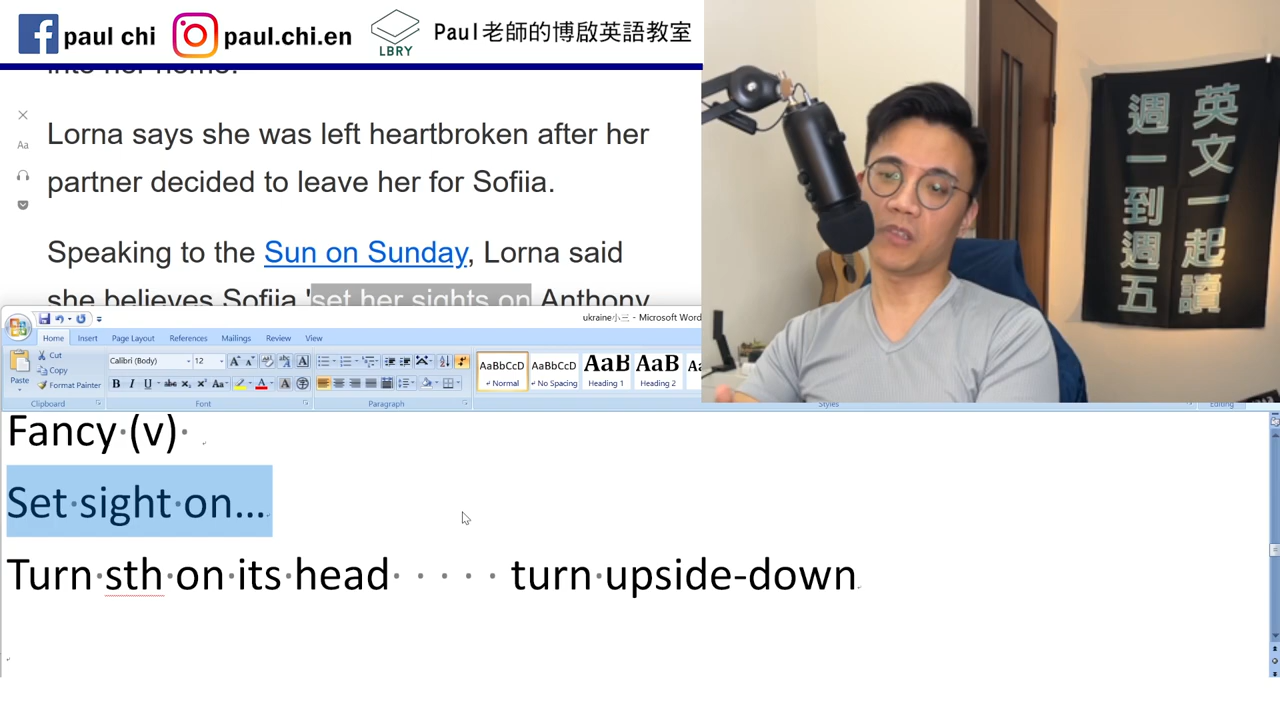 paul chi
paul.chi.en
LBRY
Paul老師的博啟英語教室
into her home.
Lorna says she was left heartbroken after her
partner decided to leave her for Sofiia.
Speaking to the Sun on Sunday, Lorna said
she believes Sofiia 'set her sights on Anthony
Aa
英文一起讀
週一到週五
ukraine小三 - Microsoft Word
Home Insert Page Layout References Mailings Review View
Paste
Cut
Copy
Format Painter
Clipboard
Calibri (Body) 12
Font
Paragraph
AaBbCcD AaBbCcD AaBb AaBb
Normal No Spacing Heading 1 Heading 2
Styles
Editing
Fancy (v)
Set sight on...
Turn sth on its head turn upside-down